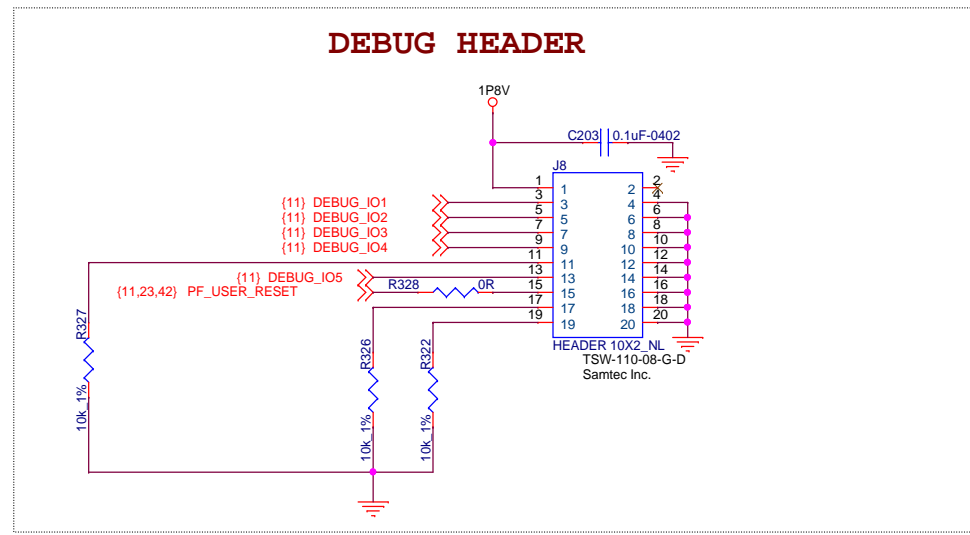 DEBUG HEADER
1P8V
C203 0.1uF-0402
J8
1 1 2 2
3 3 4 4
{11} DEBUG_IO1
5 5 6 6
{11} DEBUG_IO2
7 7 8 8
{11} DEBUG_IO3
9 9 10 10
{11} DEBUG_IO4
11 11 12 12
13 13 14 14
{11} DEBUG_IO5
15 15 16 16
{11,23,42} PF_USER_RESET
R328 0R
17 17 18 18
19 19 20 20
HEADER 10X2_NL
TSW-110-08-G-D
Samtec Inc.
R327
10k_1%
R326
10k_1%
R322
10k_1%